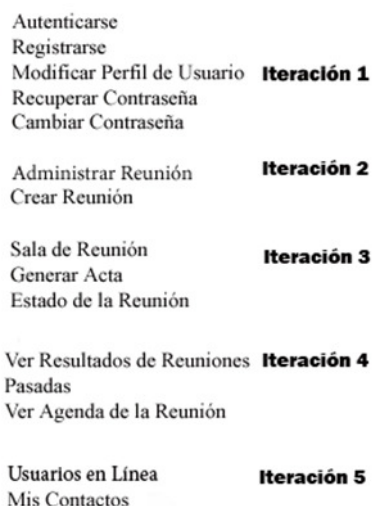 Autenticarse
Registrarse
Modificar Perfil de Usuario Iteración 1
Recuperar Contraseña
Cambiar Contraseña
Administrar Reunión Iteración 2
Crear Reunión
Sala de Reunión Iteración 3
Generar Acta
Estado de la Reunión
Ver Resultados de Reuniones Iteración 4
Pasadas
Ver Agenda de la Reunión
Usuarios en Línea Iteración 5
Mis Contactos